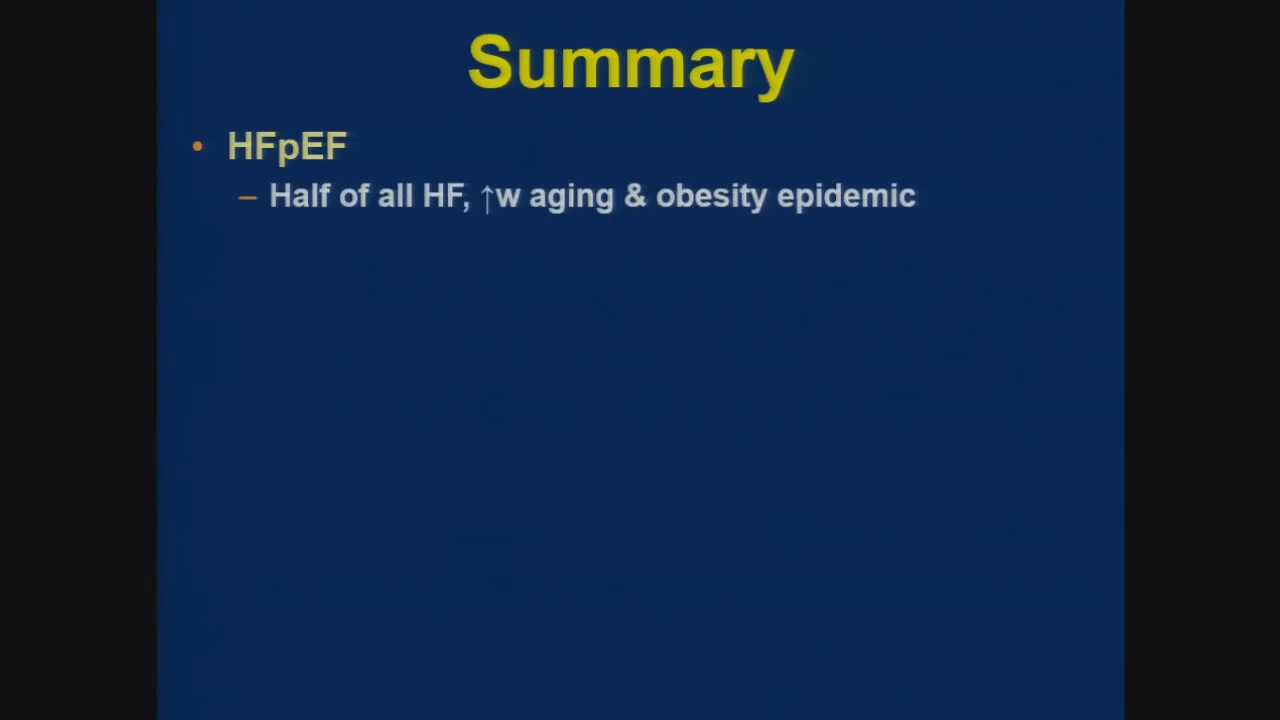 Summary
• HFpEF
– Half of all HF, ↑w aging & obesity epidemic